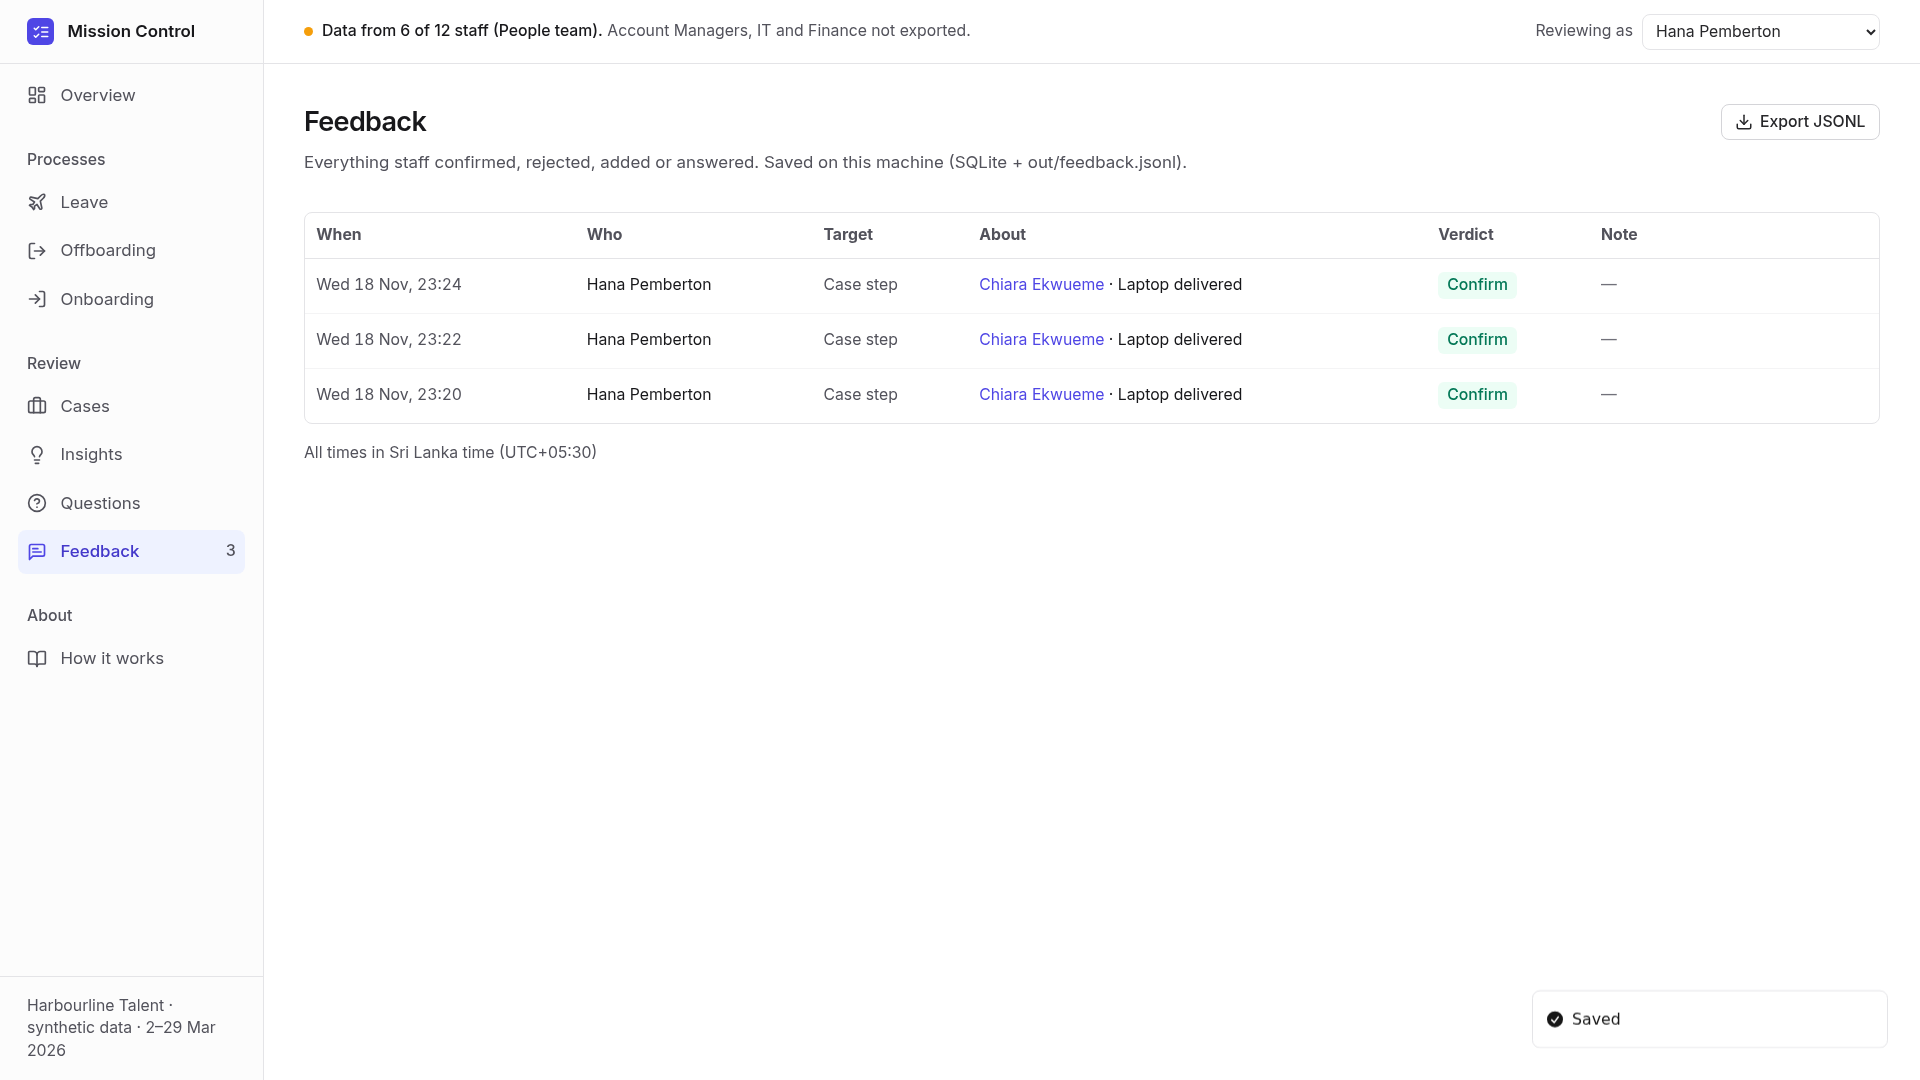 Mission Control
Data from 6 of 12 staff (People team). Account Managers, IT and Finance not exported.
Reviewing as
Hana Pemberton
Overview
Processes
Leave
Offboarding
Onboarding
Review
Cases
Insights
Questions
Feedback 3
About
How it works
Harbourline Talent ·
synthetic data · 2–29 Mar
2026
Feedback
Export JSONL
Everything staff confirmed, rejected, added or answered. Saved on this machine (SQLite + out/feedback.jsonl).
When Who Target About Verdict Note
Wed 18 Nov, 23:24 Hana Pemberton Case step Chiara Ekwueme · Laptop delivered Confirm —
Wed 18 Nov, 23:22 Hana Pemberton Case step Chiara Ekwueme · Laptop delivered Confirm —
Wed 18 Nov, 23:20 Hana Pemberton Case step Chiara Ekwueme · Laptop delivered Confirm —
All times in Sri Lanka time (UTC+05:30)
Saved